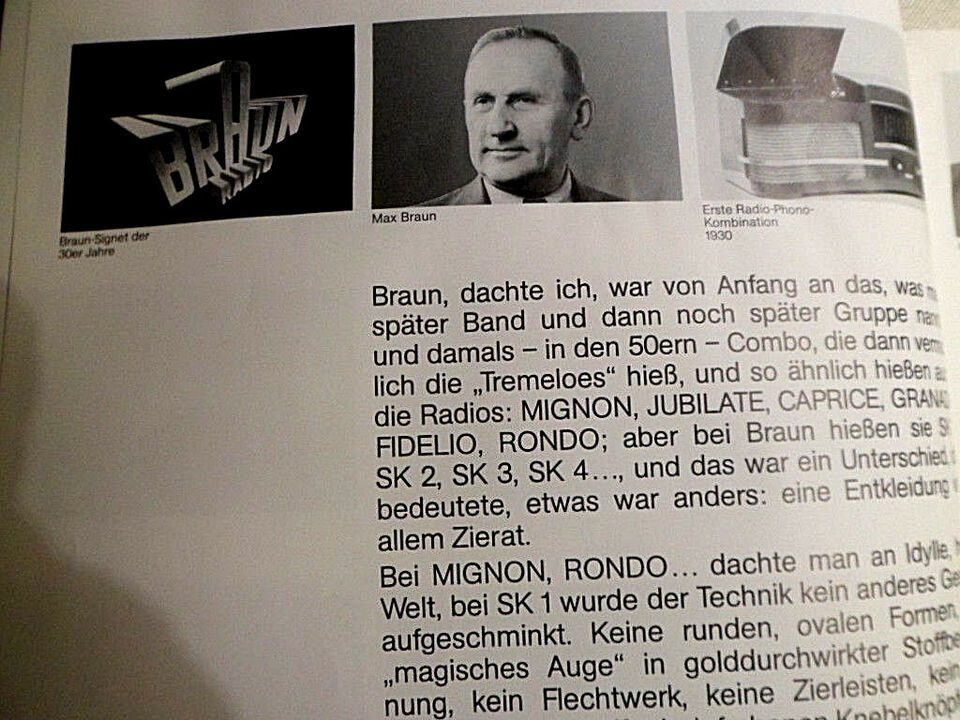 BRAUN
RADIO
Braun-Signet der
30er Jahre
Max Braun
Erste Radio-Phono-
Kombination
1930
Braun, dachte ich, war von Anfang an das, was
später Band und dann noch später Gruppe
und damals – in den 50ern – Combo, die dann
lich die „Tremeloes“ hieß, und so ähnlich hießen
die Radios: MIGNON, JUBILATE, CAPRICE,
FIDELIO, RONDO; aber bei Braun hießen sie
SK 2, SK 3, SK 4…, und das war ein Unterschied,
bedeutete, etwas war anders: eine Entkleidung
allem Zierat.
Bei MIGNON, RONDO… dachte man an Idylle,
Welt, bei SK 1 wurde der Technik kein anderes
aufgeschminkt. Keine runden, ovalen Formen,
„magisches Auge“ in golddurchwirkter
nung, kein Flechtwerk, keine Zierleisten,